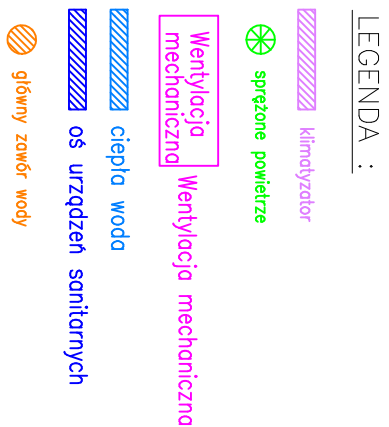 LEGENDA :
klimatyzator
sprężone powietrze
Wentylacja
mechaniczna
Wentylacja mechaniczna
ciepła woda
oś urządzeń sanitarnych
główny zawór wody